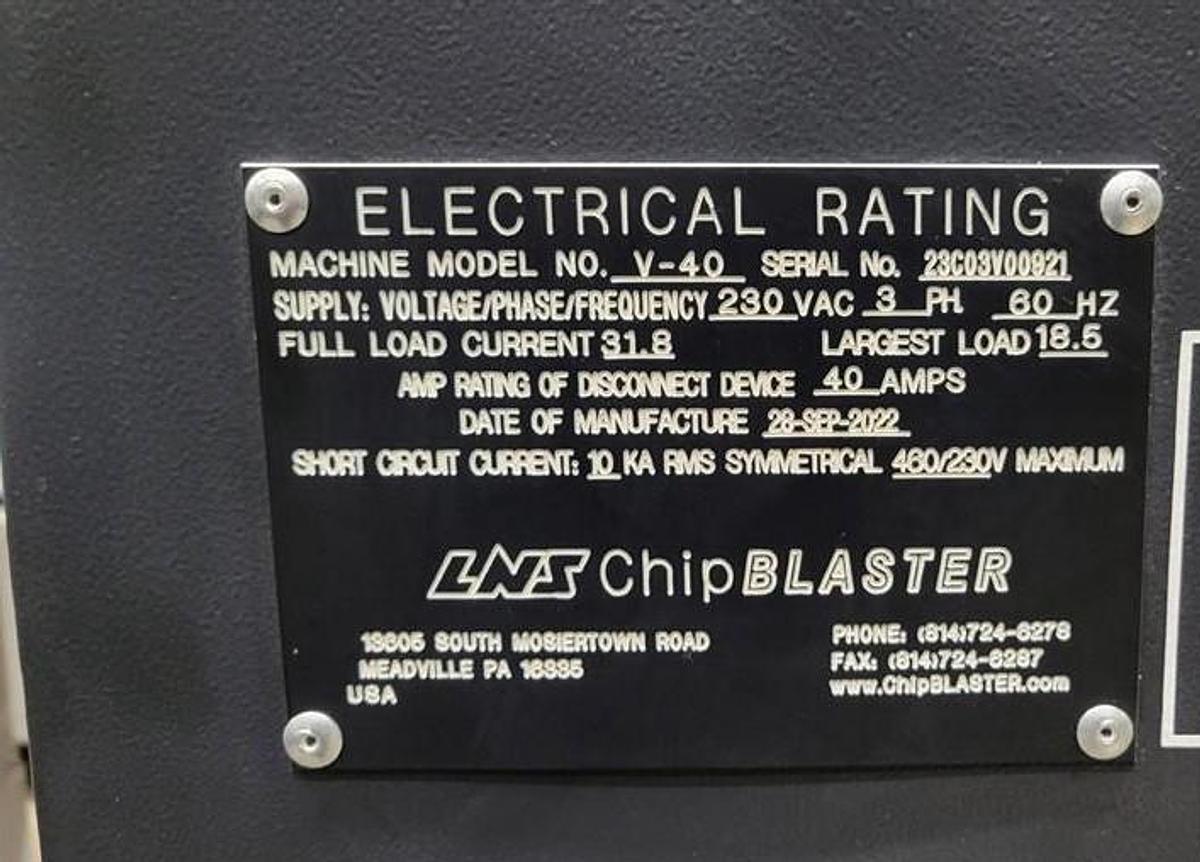 ELECTRICAL RATING
MACHINE MODEL NO. V-40 SERIAL No. 23C03V00921
SUPPLY: VOLTAGE/PHASE/FREQUENCY 230 VAC 3 PH. 60 HZ
FULL LOAD CURRENT 31.8 LARGEST LOAD 18.5
AMP RATING OF DISCONNECT DEVICE 40 AMPS
DATE OF MANUFACTURE 28-SEP-2022
SHORT CIRCUIT CURRENT: 10 KA RMS SYMMETRICAL 460/230V MAXIMUM
LNS ChipBLASTER
13605 SOUTH MOSIERTOWN ROAD
MEADVILLE PA 16335
USA
PHONE: (814)724-6278
FAX: (814)724-6287
www.ChipBLASTER.com